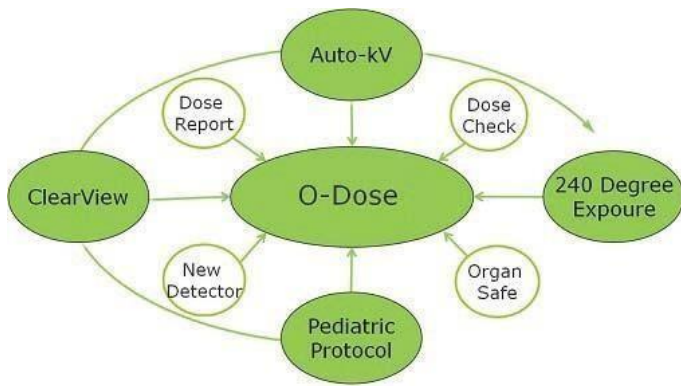 Auto-kV
Dose
Report
Dose
Check
ClearView
O-Dose
240 Degree
Expoure
New
Detector
Organ
Safe
Pediatric
Protocol